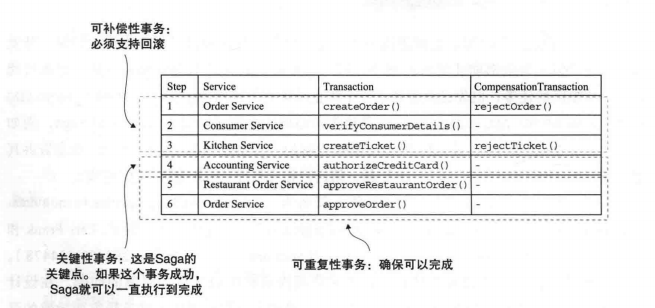 可补偿性事务：
必须支持回滚
Step Service Transaction CompensationTransaction
1 Order Service createOrder() rejectOrder()
2 Consumer Service verifyConsumerDetails() -
3 Kitchen Service createTicket() rejectTicket()
4 Accounting Service authorizeCreditCard() -
5 Restaurant Order Service approveRestaurantOrder() -
6 Order Service approveOrder() -
关键性事务：这是Saga的
关键点。如果这个事务成功，
Saga就可以一直执行到完成
可重复性事务：确保可以完成